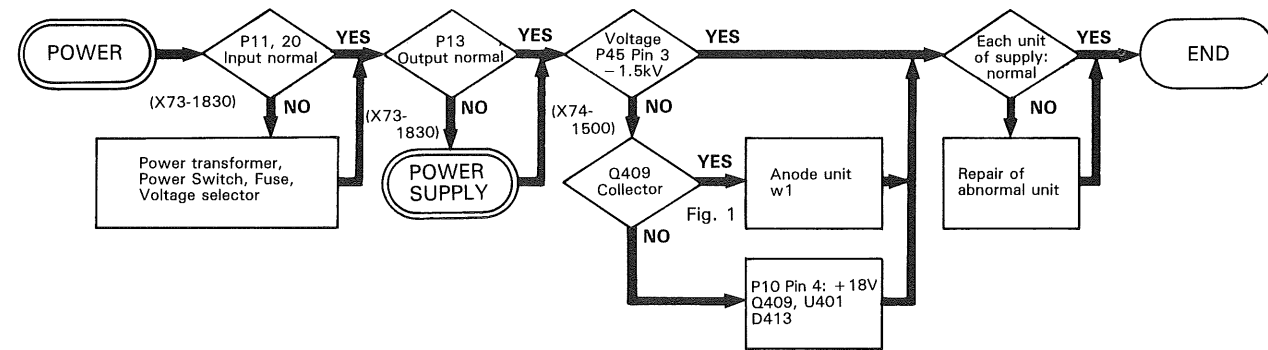 POWER
P11, 20
Input normal
YES
NO
(X73-1830)
Power transformer,
Power Switch, Fuse,
Voltage selector
P13
Output normal
YES
NO
(X73-
1830)
POWER
SUPPLY
Voltage
P45 Pin 3
−1.5kV
YES
NO
(X74-
1500)
Q409
Collector
YES
NO
Fig. 1
Anode unit
w1
P10 Pin 4: +18V
Q409, U401
D413
Each unit
of supply:
normal
YES
NO
Repair of
abnormal unit
END